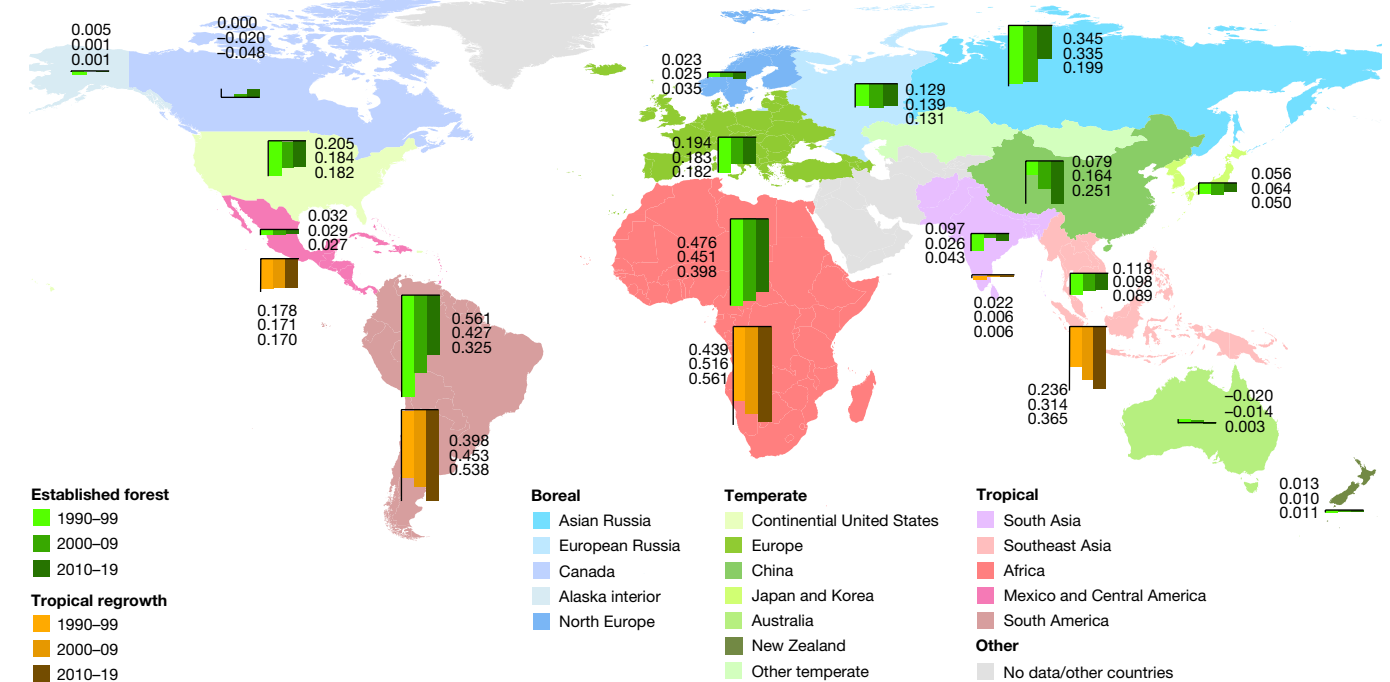 0.005
0.001
0.001
0.000
–0.020
–0.048
0.205
0.184
0.182
0.032
0.029
0.027
0.178
0.171
0.170
0.561
0.427
0.325
0.398
0.453
0.538
0.023
0.025
0.035
0.194
0.183
0.182
0.129
0.139
0.131
0.345
0.335
0.199
0.079
0.164
0.251
0.056
0.064
0.050
0.476
0.451
0.398
0.439
0.516
0.561
0.097
0.026
0.043
0.022
0.006
0.006
0.118
0.098
0.089
0.236
0.314
0.365
–0.020
–0.014
0.003
0.013
0.010
0.011
Established forest
1990–99
2000–09
2010–19
Tropical regrowth
1990–99
2000–09
2010–19
Boreal
Asian Russia
European Russia
Canada
Alaska interior
North Europe
Temperate
Continential United States
Europe
China
Japan and Korea
Australia
New Zealand
Other temperate
Tropical
South Asia
Southeast Asia
Africa
Mexico and Central America
South America
Other
No data/other countries